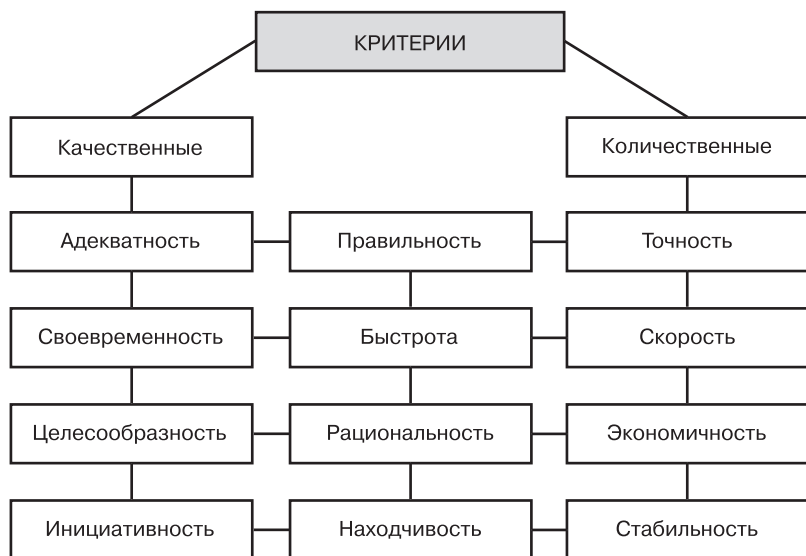 КРИТЕРИИ
Качественные
Количественные
Адекватность
Правильность
Точность
Своевременность
Быстрота
Скорость
Целесообразность
Рациональность
Экономичность
Инициативность
Находчивость
Стабильность